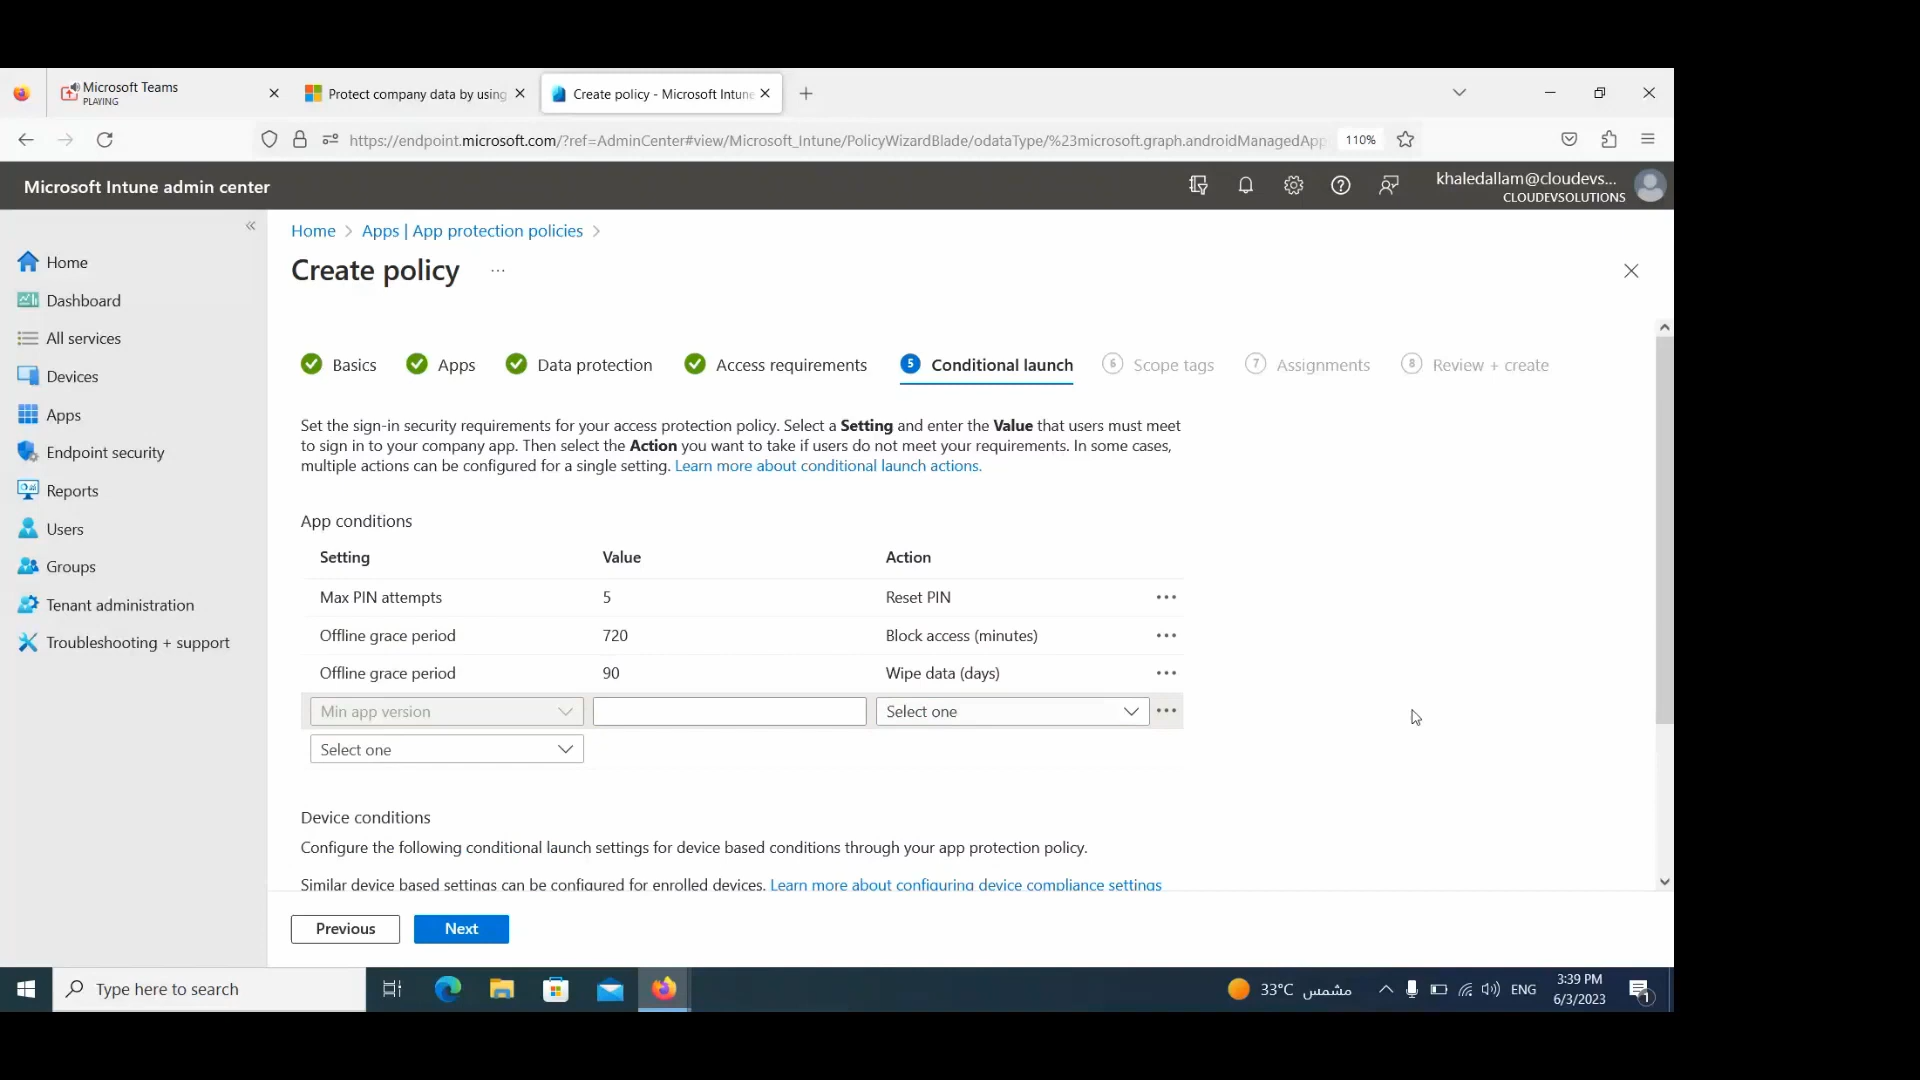 Microsoft Teams
PLAYING
Protect company data by using
Create policy - Microsoft Intune
https://endpoint.microsoft.com/?ref=AdminCenter#view/Microsoft_Intune/PolicyWizardBlade/odataType/%23microsoft.graph.androidManagedApp
110%
Microsoft Intune admin center
khaledallam@cloudevs...
CLOUDEVSOLUTIONS
Home
Dashboard
All services
Devices
Apps
Endpoint security
Reports
Users
Groups
Tenant administration
Troubleshooting + support
Home > Apps | App protection policies >
Create policy ...
Basics
Apps
Data protection
Access requirements
5 Conditional launch
6 Scope tags
7 Assignments
8 Review + create
Set the sign-in security requirements for your access protection policy. Select a Setting and enter the Value that users must meet
to sign in to your company app. Then select the Action you want to take if users do not meet your requirements. In some cases,
multiple actions can be configured for a single setting. Learn more about conditional launch actions.
App conditions
Setting Value Action
Max PIN attempts 5 Reset PIN
Offline grace period 720 Block access (minutes)
Offline grace period 90 Wipe data (days)
Min app version Select one
Select one
Device conditions
Configure the following conditional launch settings for device based conditions through your app protection policy.
Similar device based settings can be configured for enrolled devices. Learn more about configuring device compliance settings
Previous
Next
Type here to search
33°C مشمس
ENG
3:39 PM
6/3/2023
1